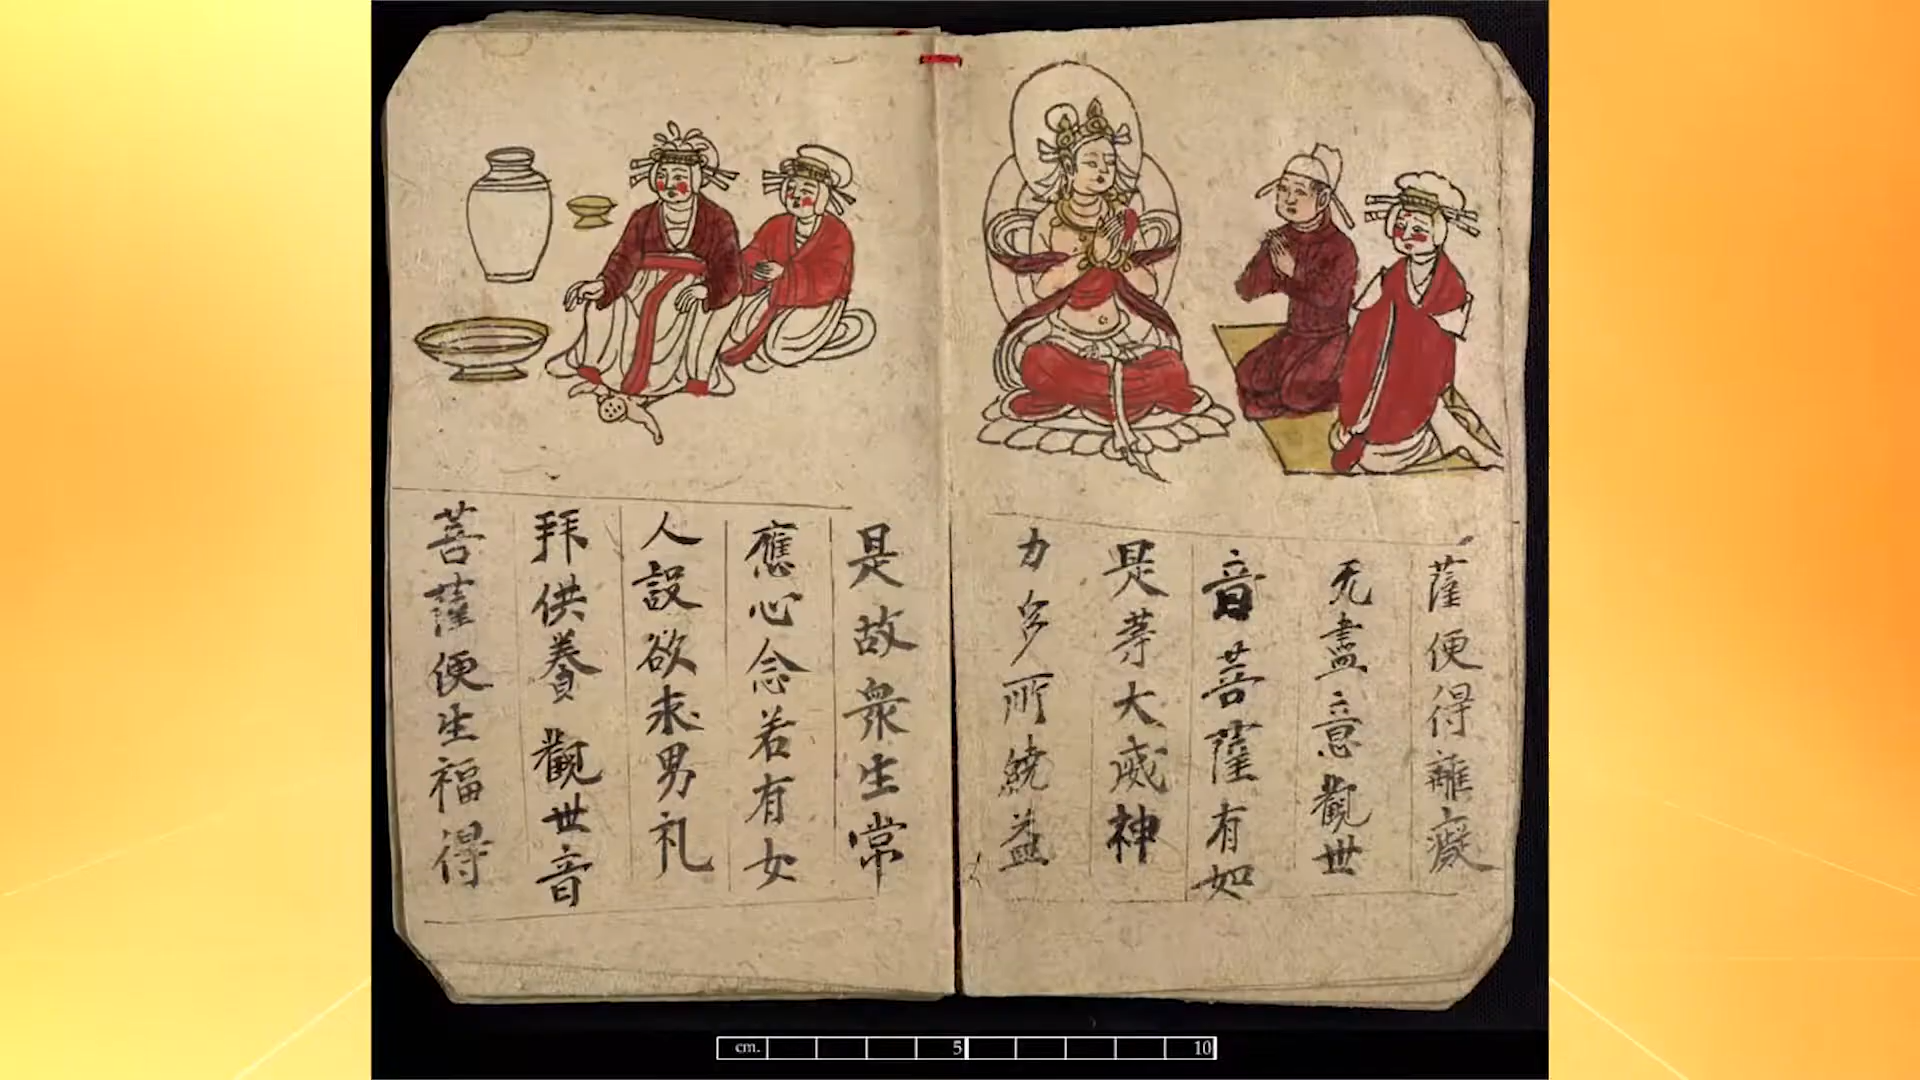 薩便得離癡
无盡意觀世
音菩薩有如
是等大威神
力多所饒益
是故衆生常
應心念若有女
人設欲求男礼
拜供養觀世音
菩薩便生福得
cm. 5 10